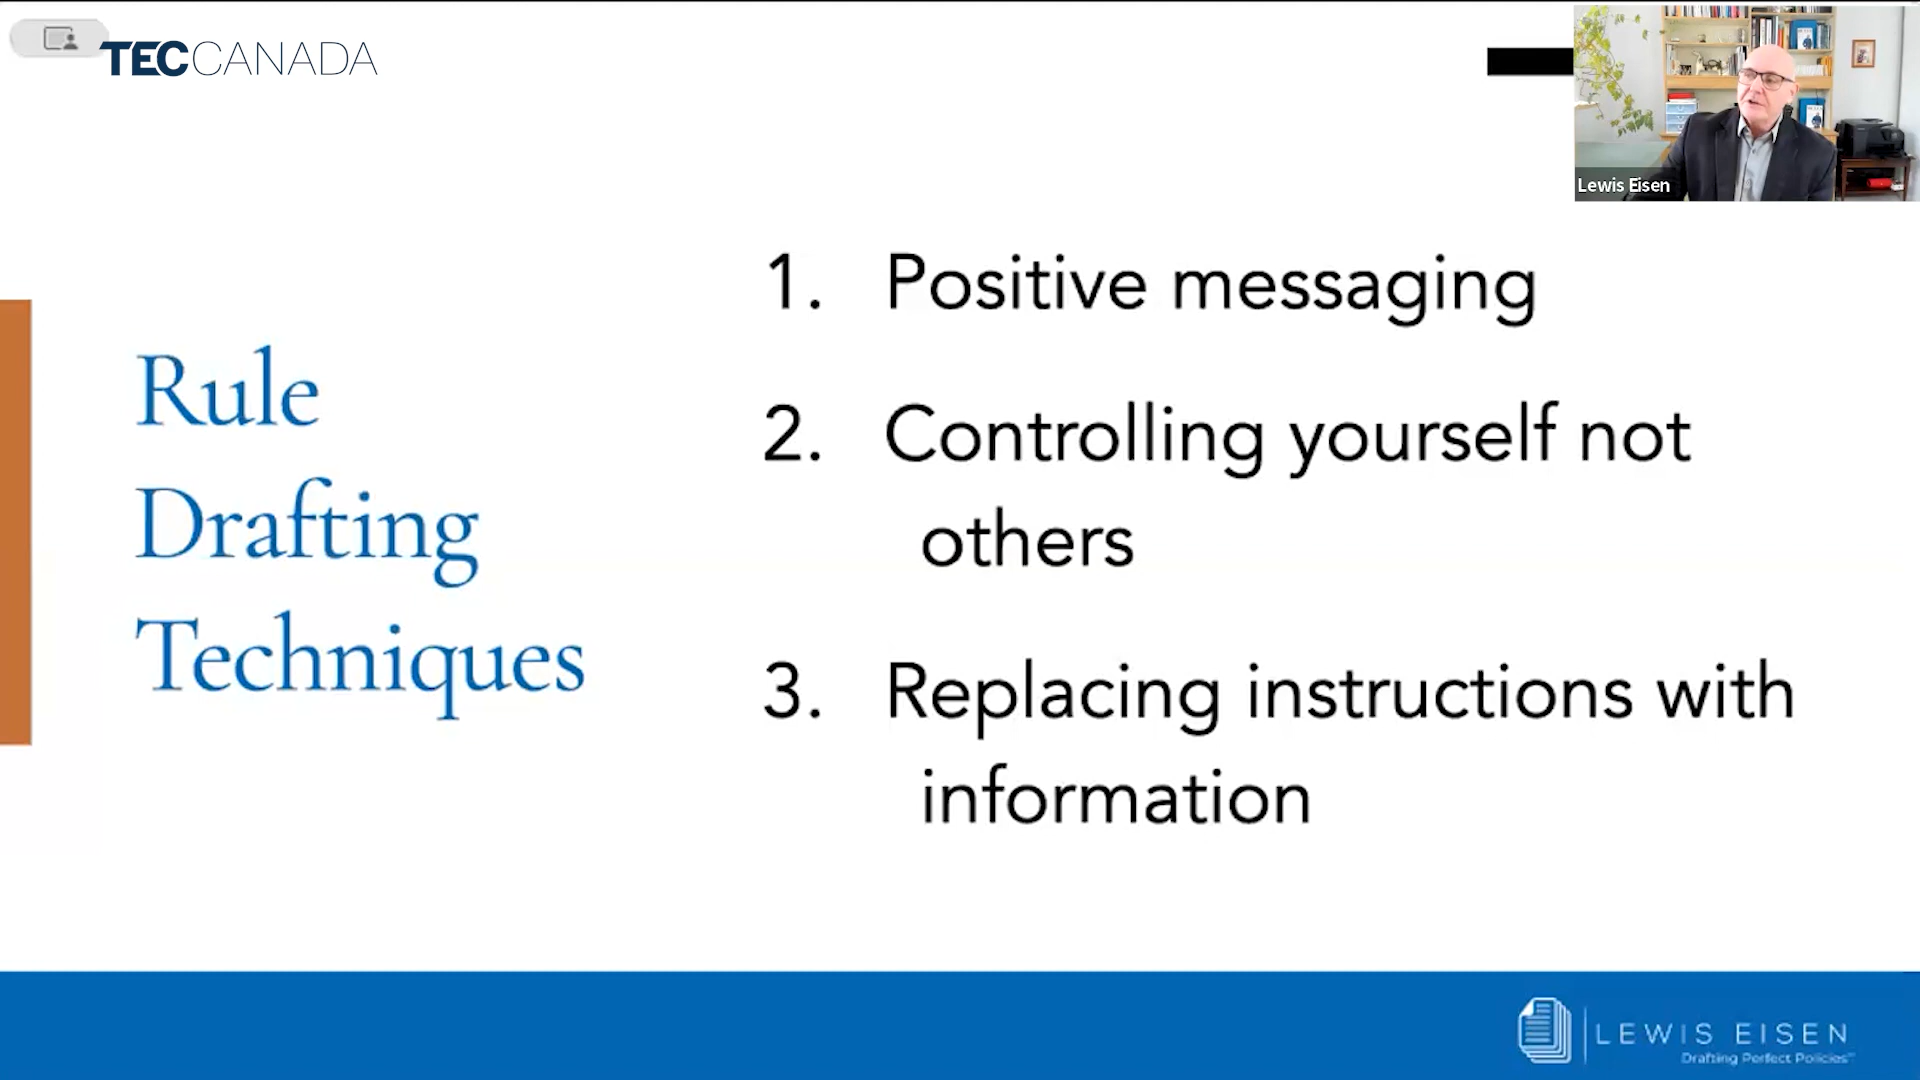 TECCANADA
Lewis Eisen
Rule
Drafting
Techniques
1. Positive messaging
2. Controlling yourself not
others
3. Replacing instructions with
information
LEWIS EISEN
Drafting Perfect Policies™